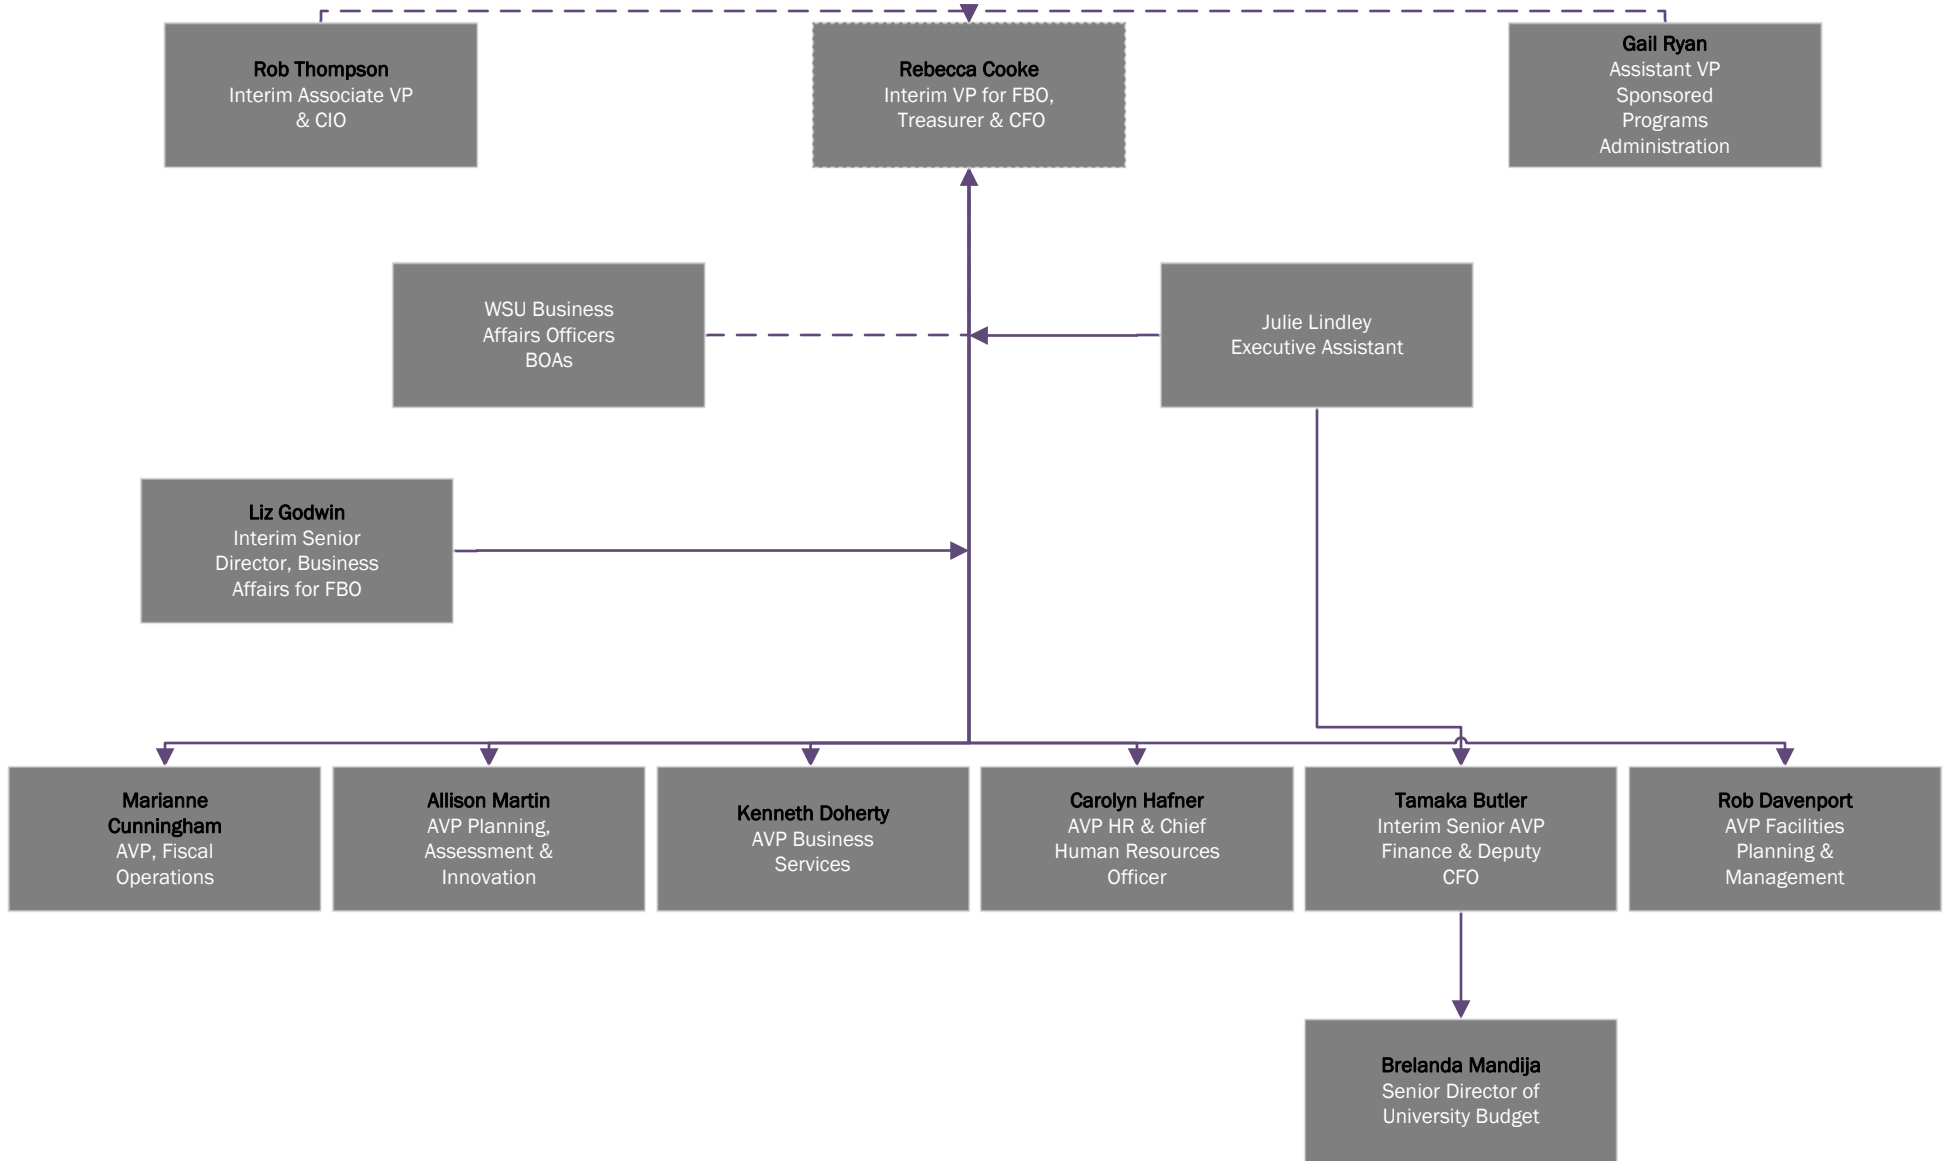 Rob Thompson
Interim Associate VP
& CIO
Rebecca Cooke
Interim VP for FBO,
Treasurer & CFO
Gail Ryan
Assistant VP
Sponsored
Programs
Administration
WSU Business
Affairs Officers
BOAs
Julie Lindley
Executive Assistant
Liz Godwin
Interim Senior
Director, Business
Affairs for FBO
Marianne
Cunningham
AVP, Fiscal
Operations
Allison Martin
AVP Planning,
Assessment &
Innovation
Kenneth Doherty
AVP Business
Services
Carolyn Hafner
AVP HR & Chief
Human Resources
Officer
Tamaka Butler
Interim Senior AVP
Finance & Deputy
CFO
Rob Davenport
AVP Facilities
Planning &
Management
Brelanda Mandija
Senior Director of
University Budget